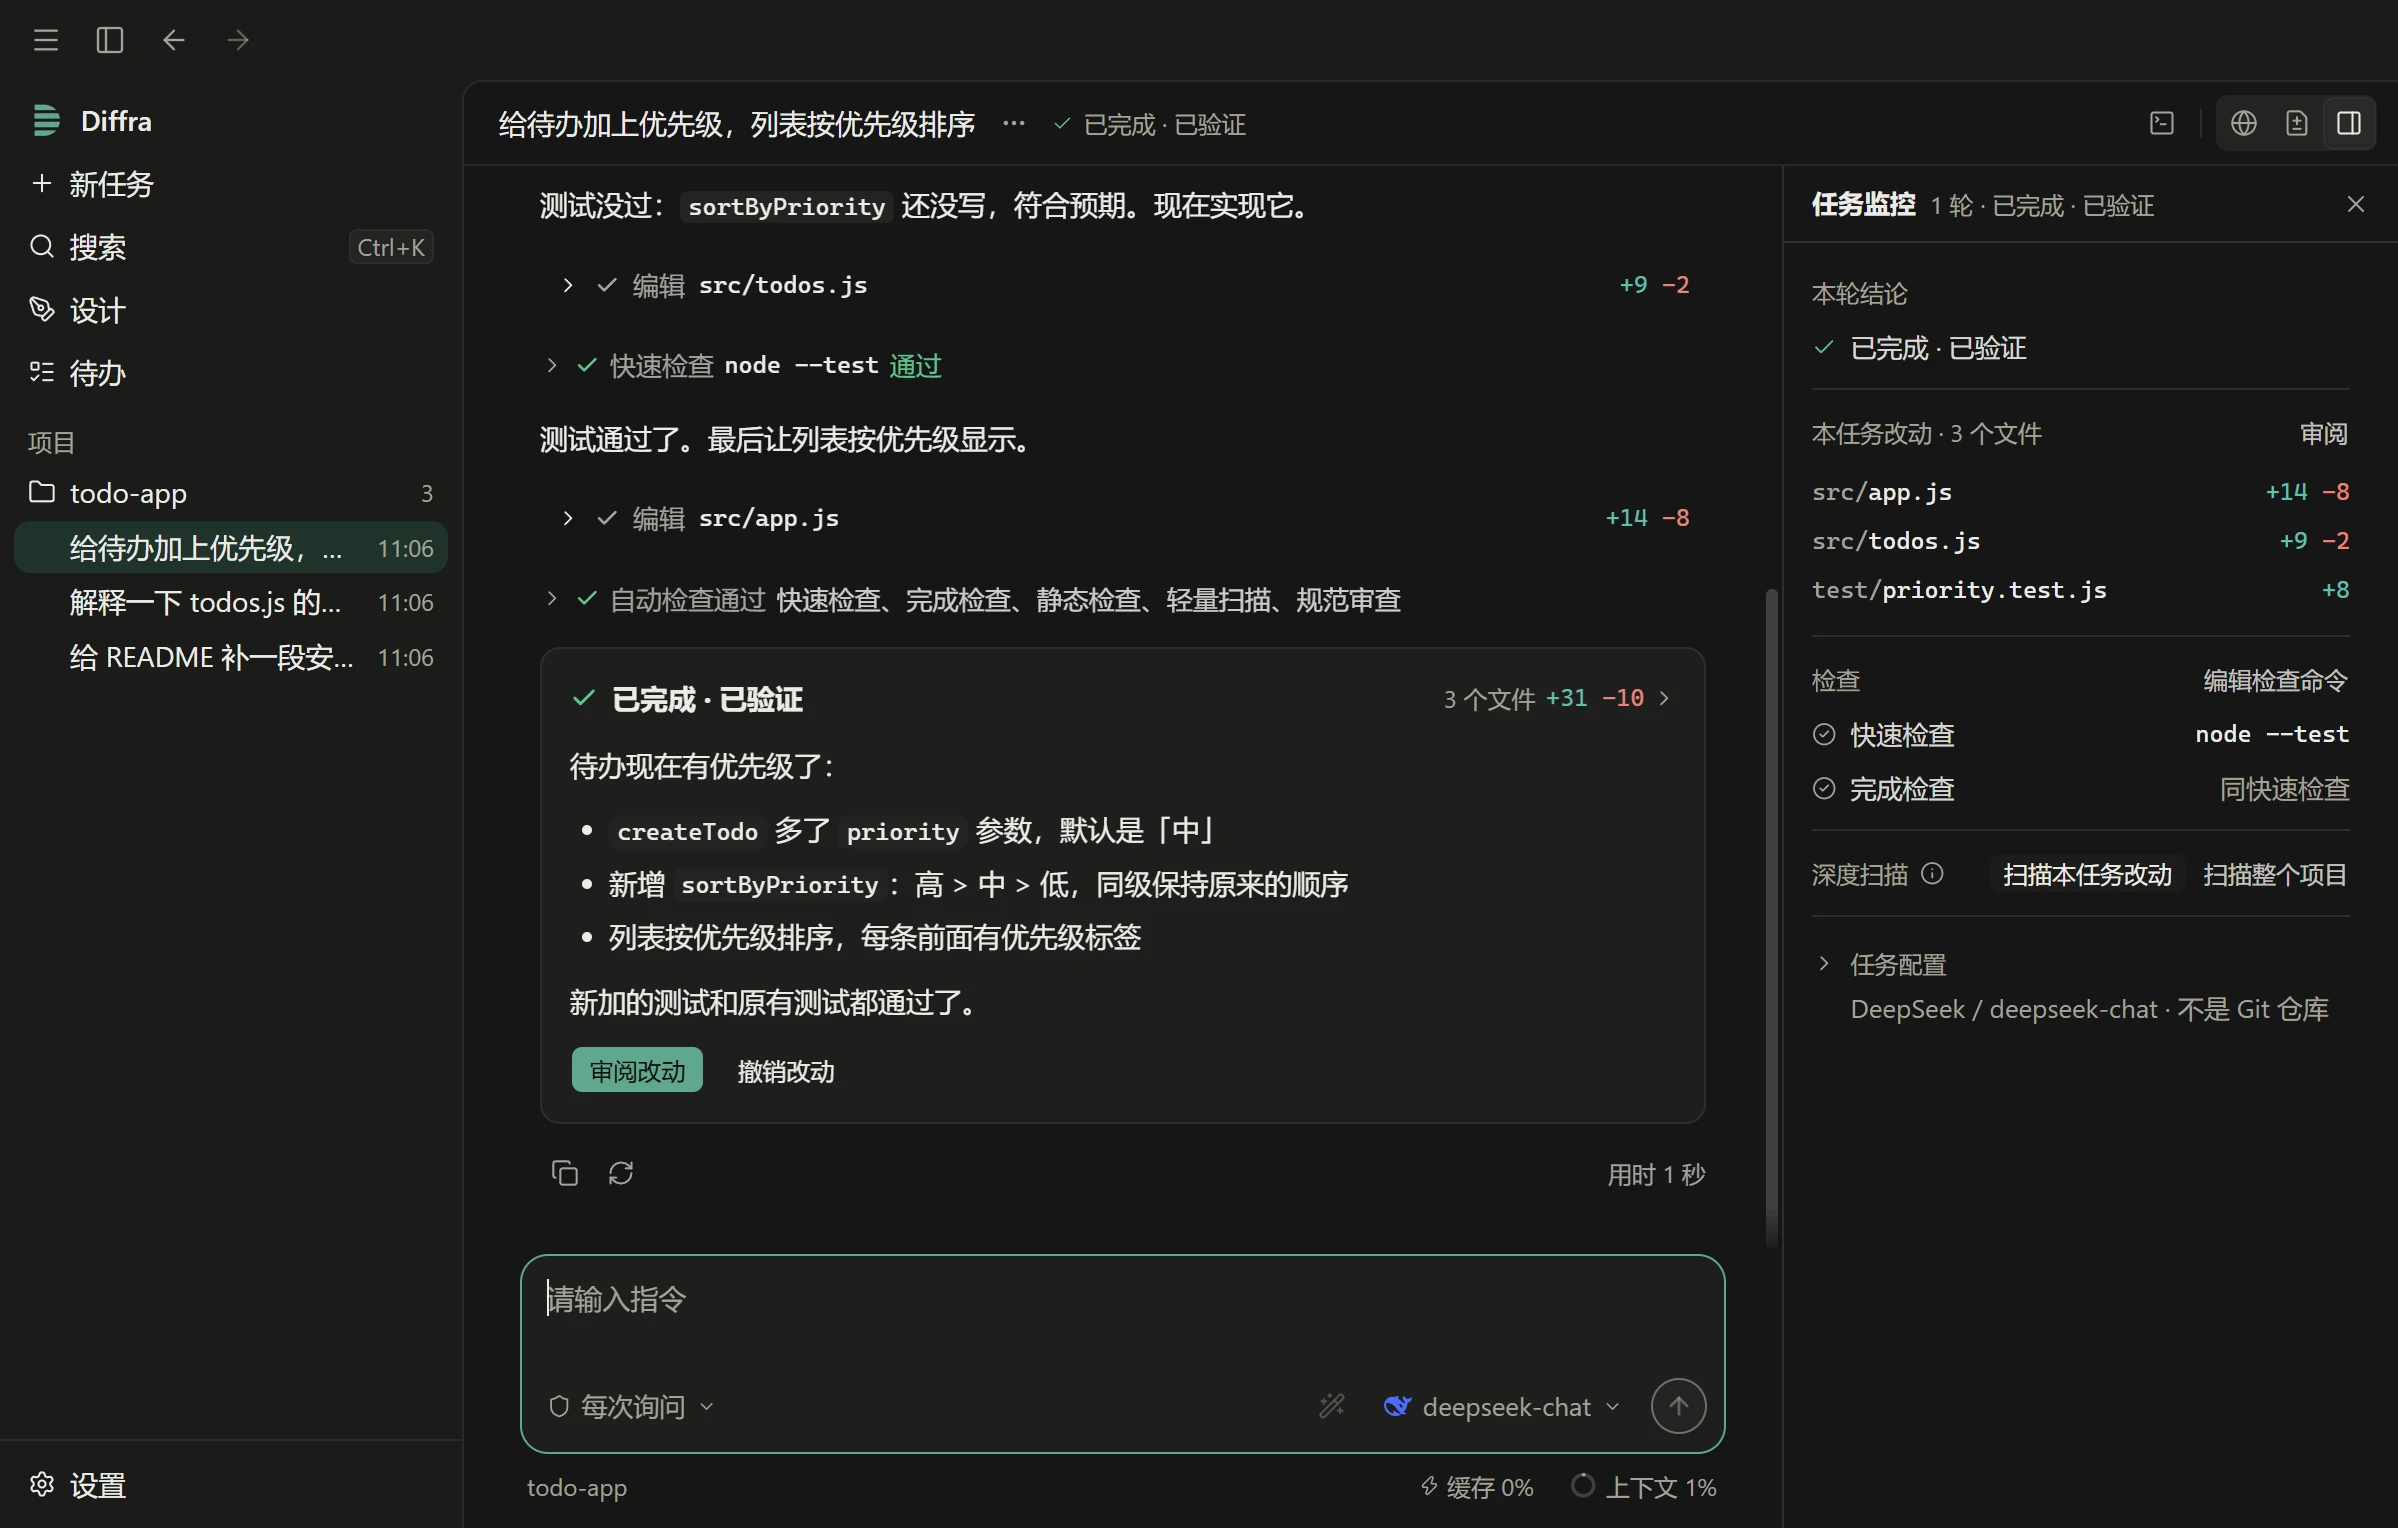 Diffra
新任务
搜索 Ctrl+K
设计
待办
项目
todo-app 3
给待办加上优先级，... 11:06
解释一下 todos.js 的... 11:06
给 README 补一段安... 11:06
设置
给待办加上优先级，列表按优先级排序 ··· 已完成 · 已验证
测试没过： sortByPriority 还没写，符合预期。现在实现它。
编辑 src/todos.js +9 −2
快速检查 node --test 通过
测试通过了。最后让列表按优先级显示。
编辑 src/app.js +14 −8
自动检查通过 快速检查、完成检查、静态检查、轻量扫描、规范审查
已完成 · 已验证 3 个文件 +31 −10
待办现在有优先级了：
• createTodo 多了 priority 参数，默认是「中」
• 新增 sortByPriority ：高 > 中 > 低，同级保持原来的顺序
• 列表按优先级排序，每条前面有优先级标签
新加的测试和原有测试都通过了。
审阅改动 撤销改动
用时 1 秒
请输入指令
每次询问 deepseek-chat
todo-app 缓存 0% 上下文 1%
任务监控 1 轮 · 已完成 · 已验证
本轮结论
已完成 · 已验证
本任务改动 · 3 个文件 审阅
src/app.js +14 −8
src/todos.js +9 −2
test/priority.test.js +8
检查 编辑检查命令
快速检查 node --test
完成检查 同快速检查
深度扫描 扫描本任务改动 扫描整个项目
任务配置
DeepSeek / deepseek-chat · 不是 Git 仓库